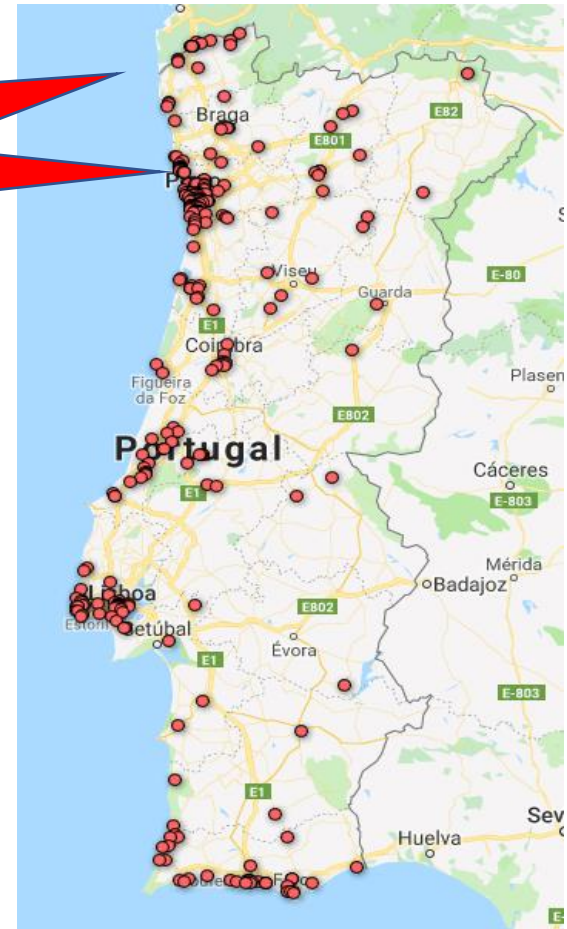 Braga
E82
E801
E-80
Viseu
Guarda
E1
Coimbra
Plasen
Figueira
da Foz
E802
Portugal
Cáceres
E1
E-803
Mérida
Lisboa
Badajoz
E802
Setúbal
Évora
E1
E-803
E1
Sev
Huelva
E-